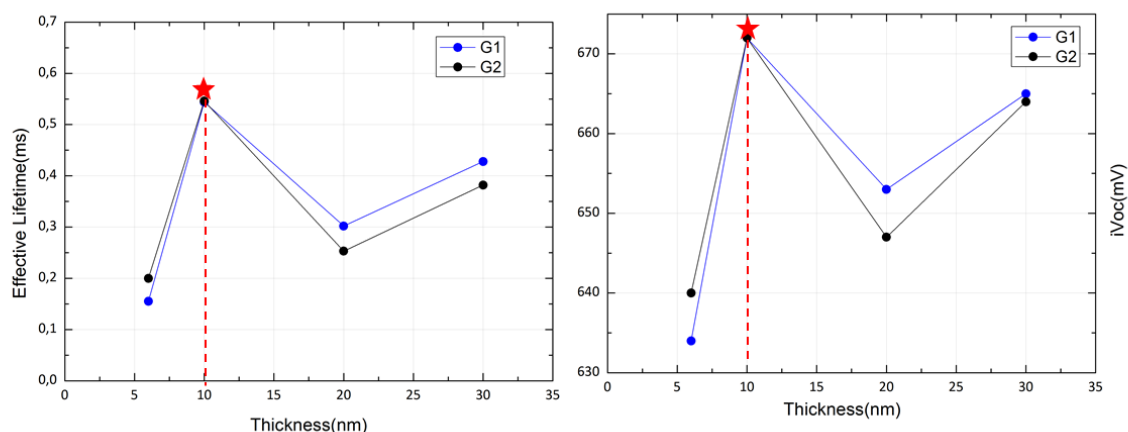 0,7
0,6
0,5
0,4
0,3
0,2
0,1
0,0
Effective Lifetime(ms)
0 5 10 15 20 25 30 35
Thickness(nm)
G1
G2
670
660
650
640
630
0 5 10 15 20 25 30 35
Thickness(nm)
G1
G2
iVoc(mV)